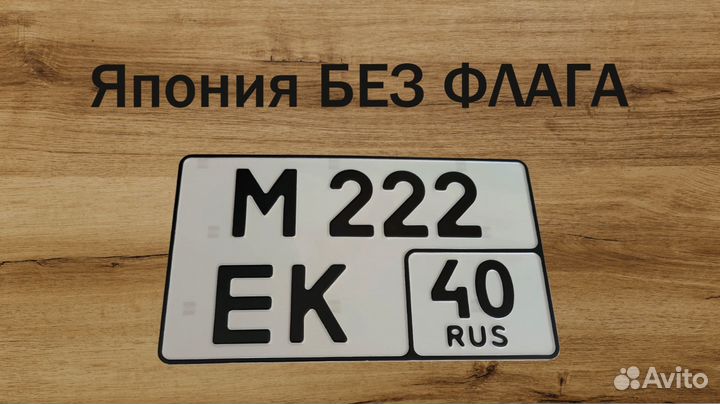 Япония БЕЗ ФЛАГА
М 222
ЕК 40
RUS
Avito